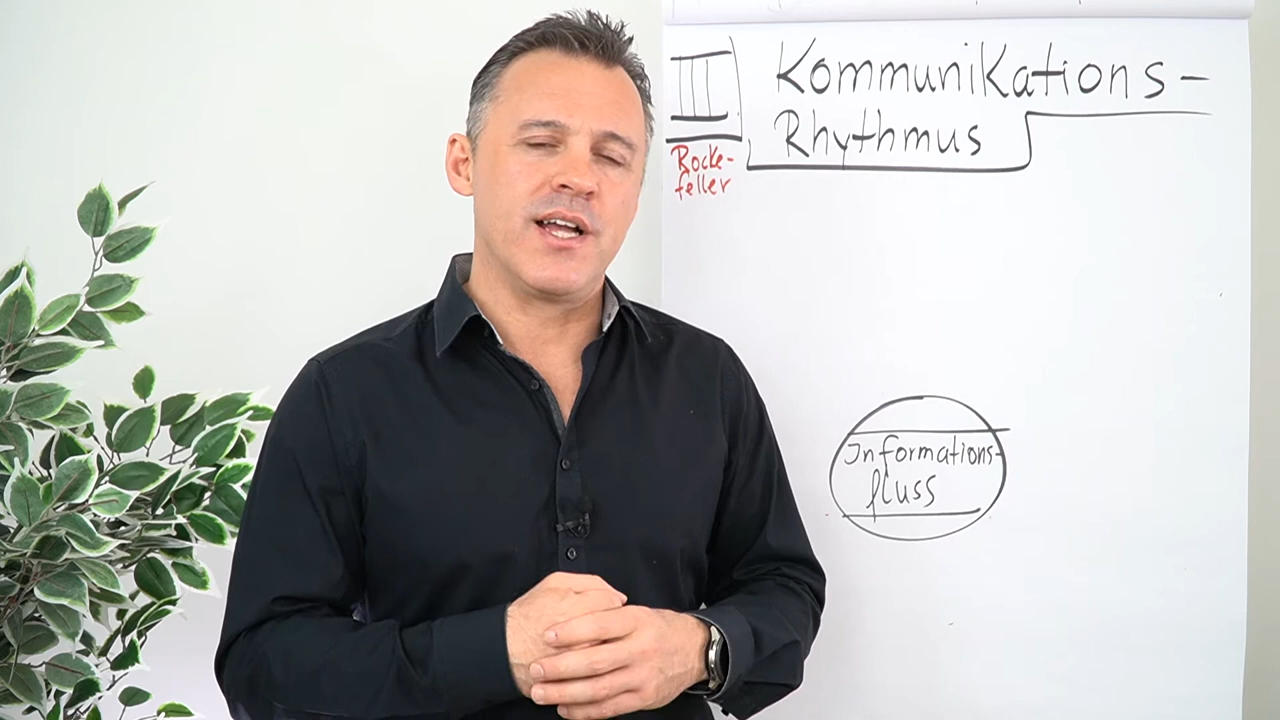 III
Kommunikations-
Rhythmus
Rocke-
feller
Informations-
fluss